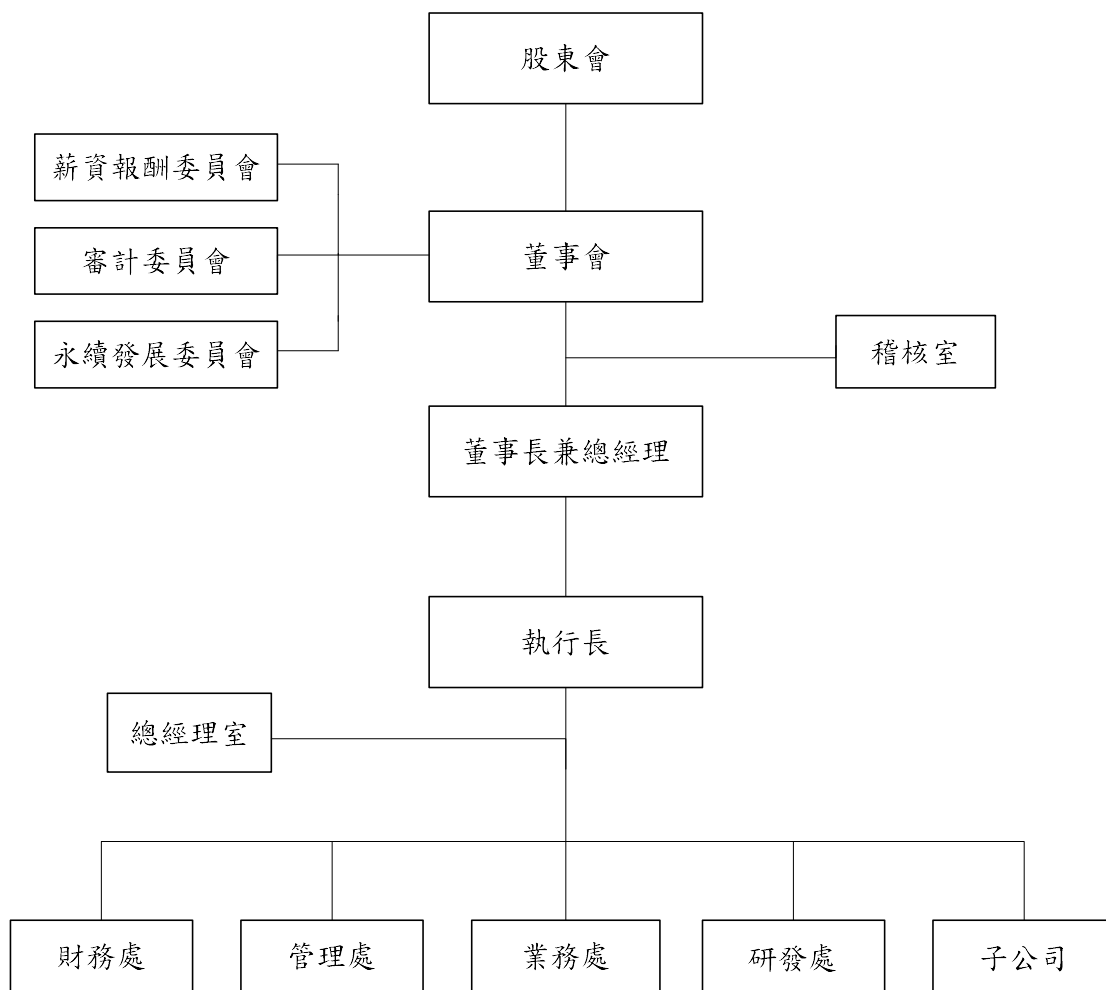 股東會
薪資報酬委員會
審計委員會
董事會
永續發展委員會
稽核室
董事長兼總經理
執行長
總經理室
財務處
管理處
業務處
研發處
子公司